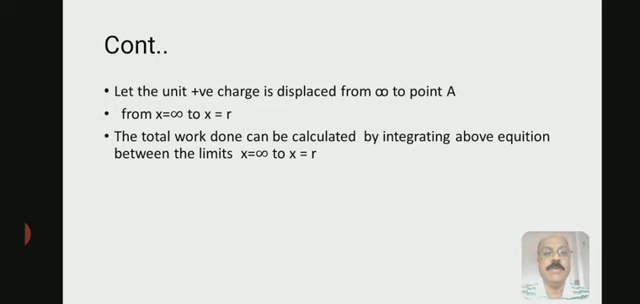 Cont..
• Let the unit +ve charge is displaced from ∞ to point A
• from x=∞ to x = r
• The total work done can be calculated by integrating above equition
between the limits x=∞ to x = r